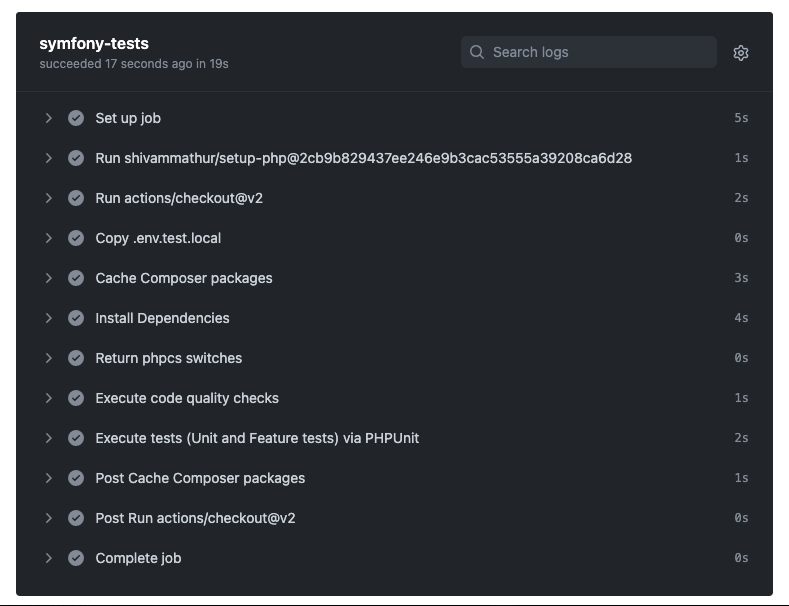 symfony-tests
succeeded 17 seconds ago in 19s
Search logs
Set up job 5s
Run shivammathur/setup-php@2cb9b829437ee246e9b3cac53555a39208ca6d28 1s
Run actions/checkout@v2 2s
Copy .env.test.local 0s
Cache Composer packages 3s
Install Dependencies 4s
Return phpcs switches 0s
Execute code quality checks 1s
Execute tests (Unit and Feature tests) via PHPUnit 2s
Post Cache Composer packages 1s
Post Run actions/checkout@v2 0s
Complete job 0s